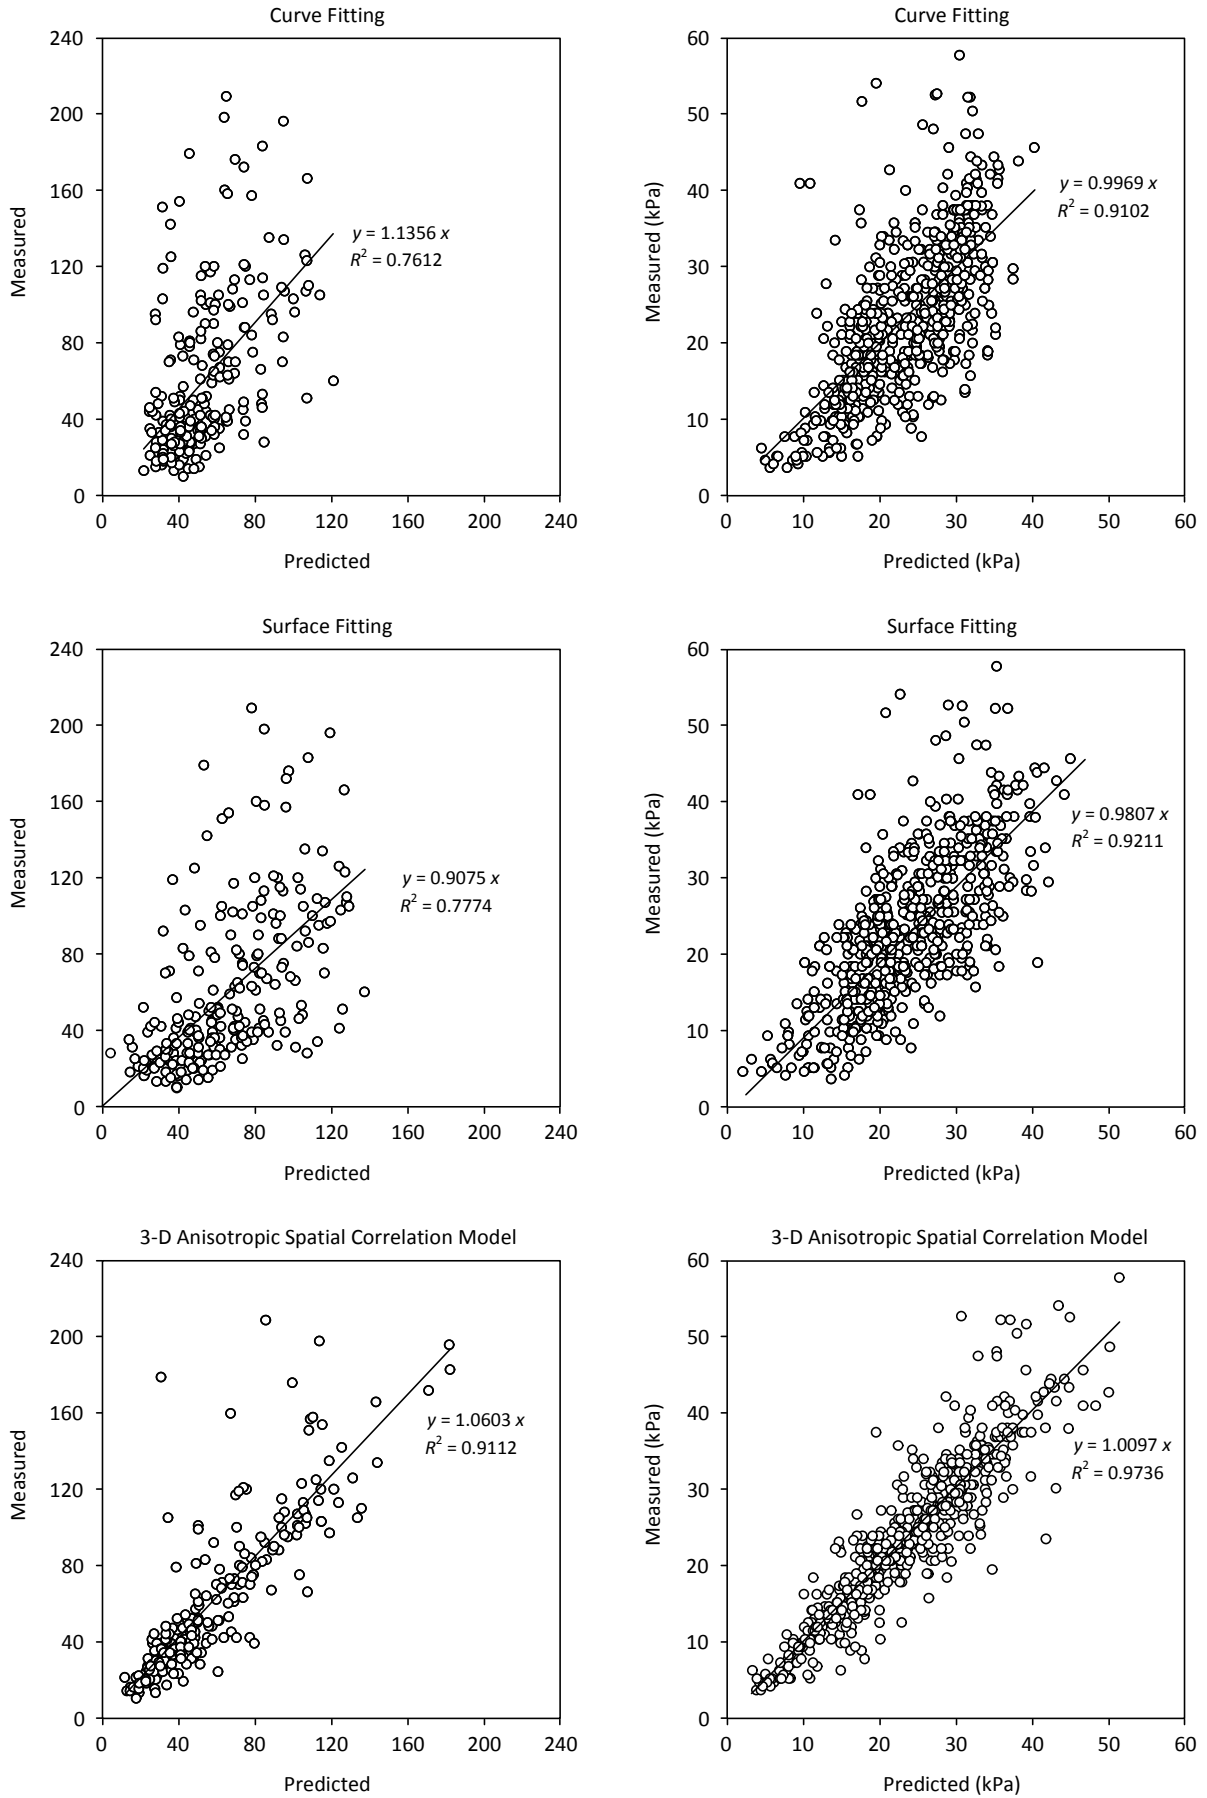 Curve Fitting
240
200
160
120
80
40
0
0 40 80 120 160 200 240
Measured
Predicted
y = 1.1356 x
R² = 0.7612
Curve Fitting
60
50
40
30
20
10
0
0 10 20 30 40 50 60
Measured (kPa)
Predicted (kPa)
y = 0.9969 x
R² = 0.9102
Surface Fitting
240
200
160
120
80
40
0
0 40 80 120 160 200 240
Measured
Predicted
y = 0.9075 x
R² = 0.7774
Surface Fitting
60
50
40
30
20
10
0
0 10 20 30 40 50 60
Measured (kPa)
Predicted (kPa)
y = 0.9807 x
R² = 0.9211
3-D Anisotropic Spatial Correlation Model
240
200
160
120
80
40
0
0 40 80 120 160 200 240
Measured
Predicted
y = 1.0603 x
R² = 0.9112
3-D Anisotropic Spatial Correlation Model
60
50
40
30
20
10
0
0 10 20 30 40 50 60
Measured (kPa)
Predicted (kPa)
y = 1.0097 x
R² = 0.9736